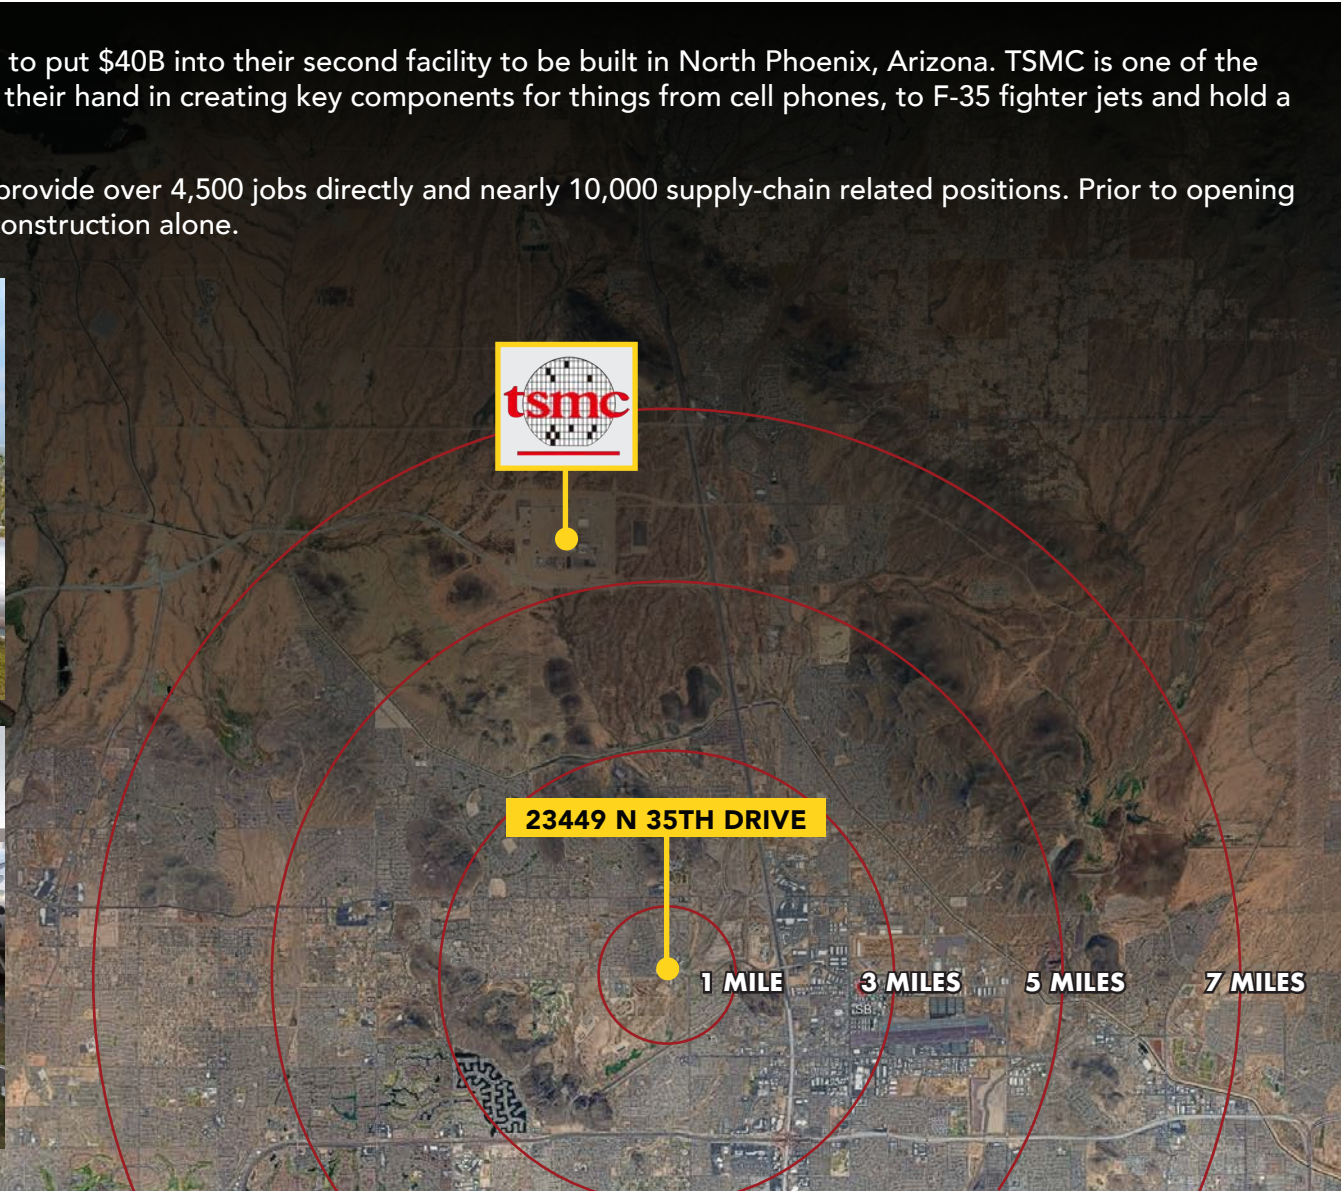 to put $40B into their second facility to be built in North Phoenix, Arizona. TSMC is one of the
their hand in creating key components for things from cell phones, to F-35 fighter jets and hold a
provide over 4,500 jobs directly and nearly 10,000 supply-chain related positions. Prior to opening
onstruction alone.
tsmc
23449 N 35TH DRIVE
1 MILE
3 MILES
5 MILES
7 MILES
SB